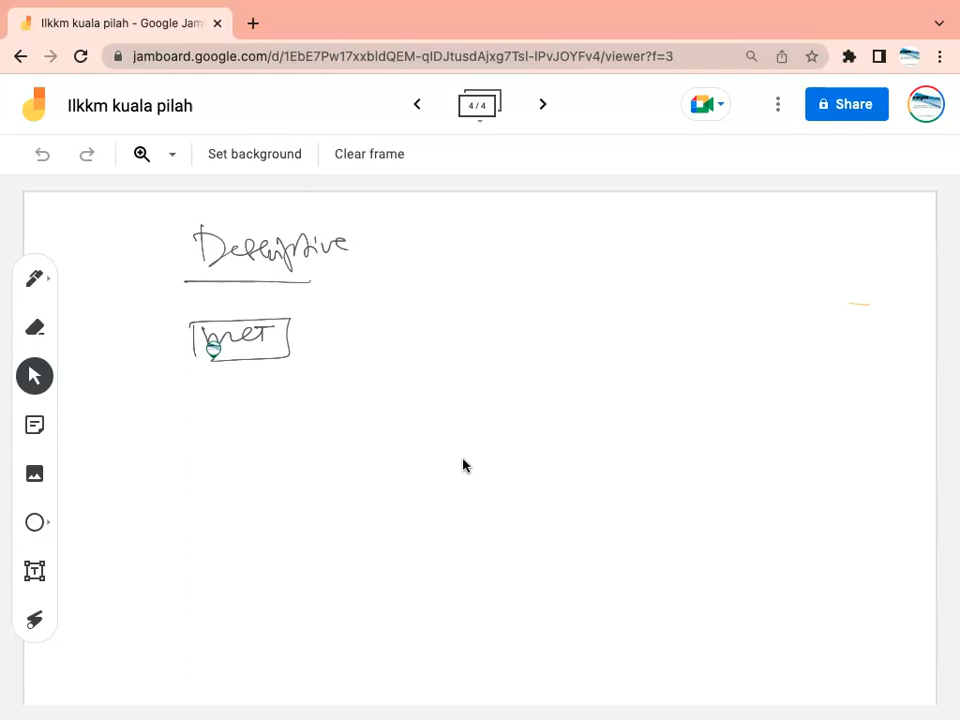 Ilkkm kuala pilah - Google Jam
jamboard.google.com/d/1EbE7Pw17xxbldQEM-qIDJtusdAjxg7Tsl-lPvJOYFv4/viewer?f=3
Ilkkm kuala pilah
4 / 4
Share
Set background
Clear frame
Descriptive